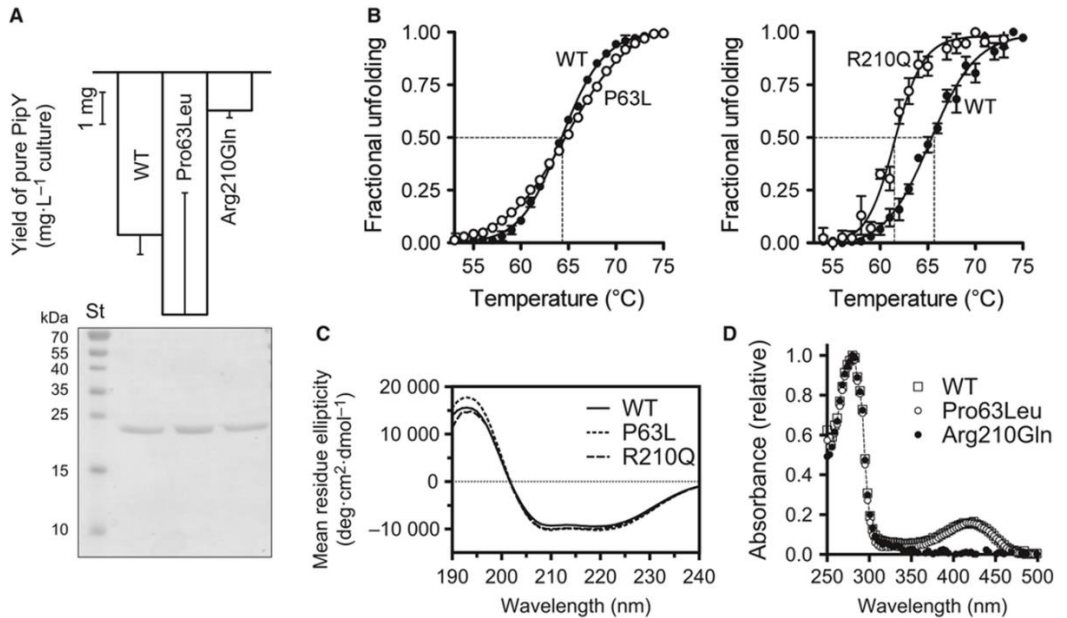 A
Yield of pure PipY
(mg·L⁻¹ culture)
1 mg
WT
Pro63Leu
Arg210Gln
kDa
St
70
55
40
35
25
15
10
B
Fractional unfolding
1.00
0.75
0.50
0.25
0.00
WT
P63L
55
60
65
70
75
Temperature (°C)
Fractional unfolding
1.00
0.75
0.50
0.25
0.00
R210Q
WT
55
60
65
70
75
Temperature (°C)
C
Mean residue ellipticity
(deg·cm²·dmol⁻¹)
20 000
10 000
0
−10 000
WT
P63L
R210Q
190
200
210
220
230
240
Wavelength (nm)
D
Absorbance (relative)
1.0
0.8
0.6
0.4
0.2
0.0
WT
Pro63Leu
Arg210Gln
250
300
350
400
450
500
Wavelength (nm)